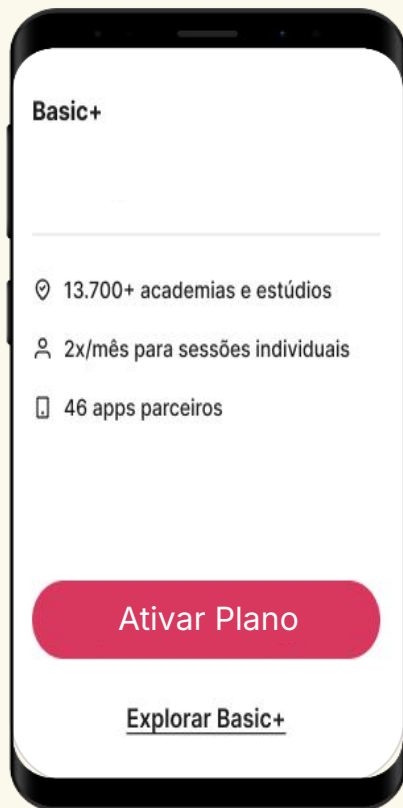 Basic+
13.700+ academias e estúdios
2x/mês para sessões individuais
46 apps parceiros
Ativar Plano
Explorar Basic+